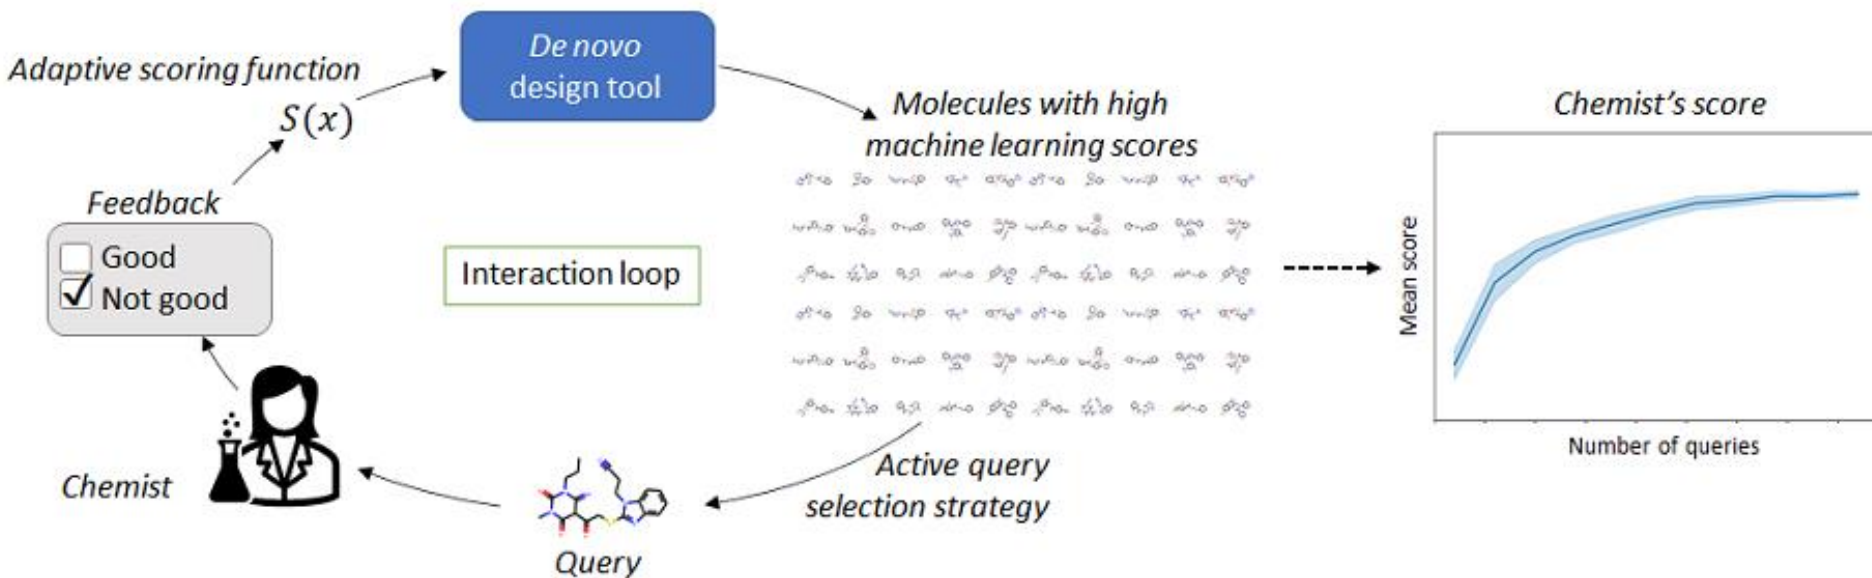 Adaptive scoring function
S(x)
De novo
design tool
Molecules with high
machine learning scores
Chemist's score
Feedback
Good
Not good
Interaction loop
Mean score
Number of queries
Chemist
Active query
selection strategy
Query